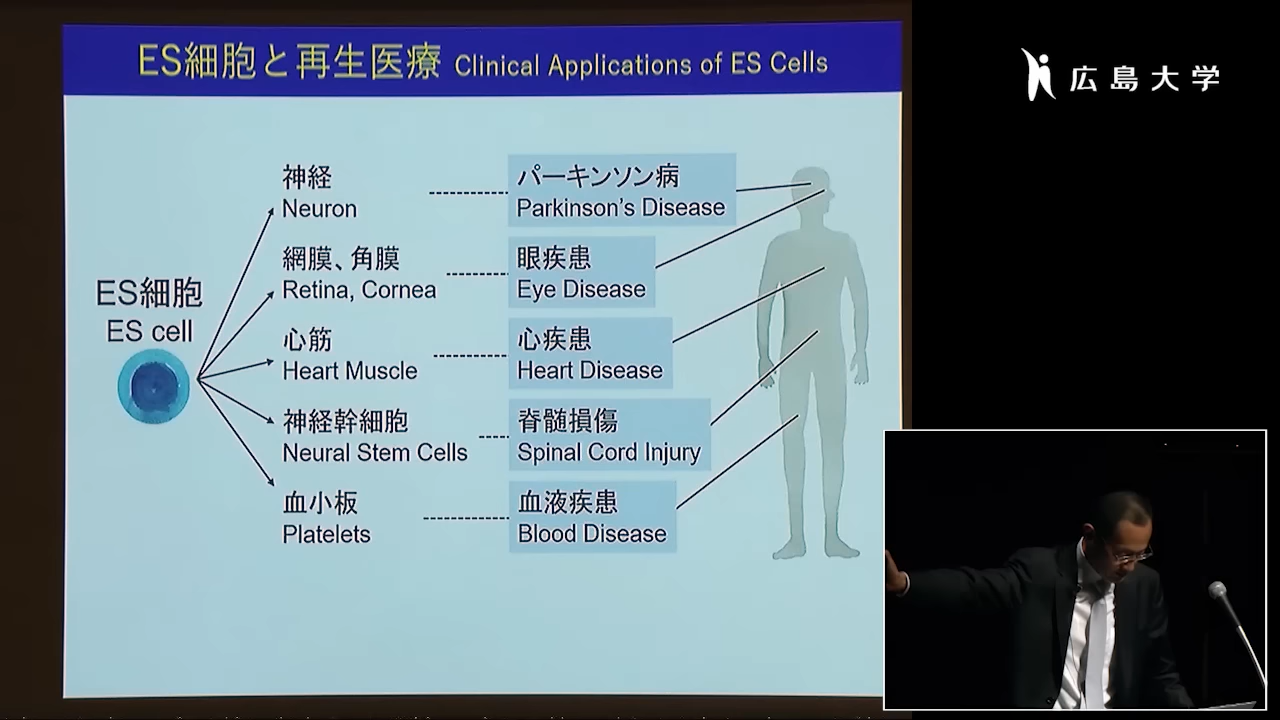 ES細胞と再生医療 Clinical Applications of ES Cells
広島大学
神経
Neuron
パーキンソン病
Parkinson's Disease
網膜、角膜
Retina, Cornea
眼疾患
Eye Disease
ES細胞
ES cell
心筋
Heart Muscle
心疾患
Heart Disease
神経幹細胞
Neural Stem Cells
脊髄損傷
Spinal Cord Injury
血小板
Platelets
血液疾患
Blood Disease